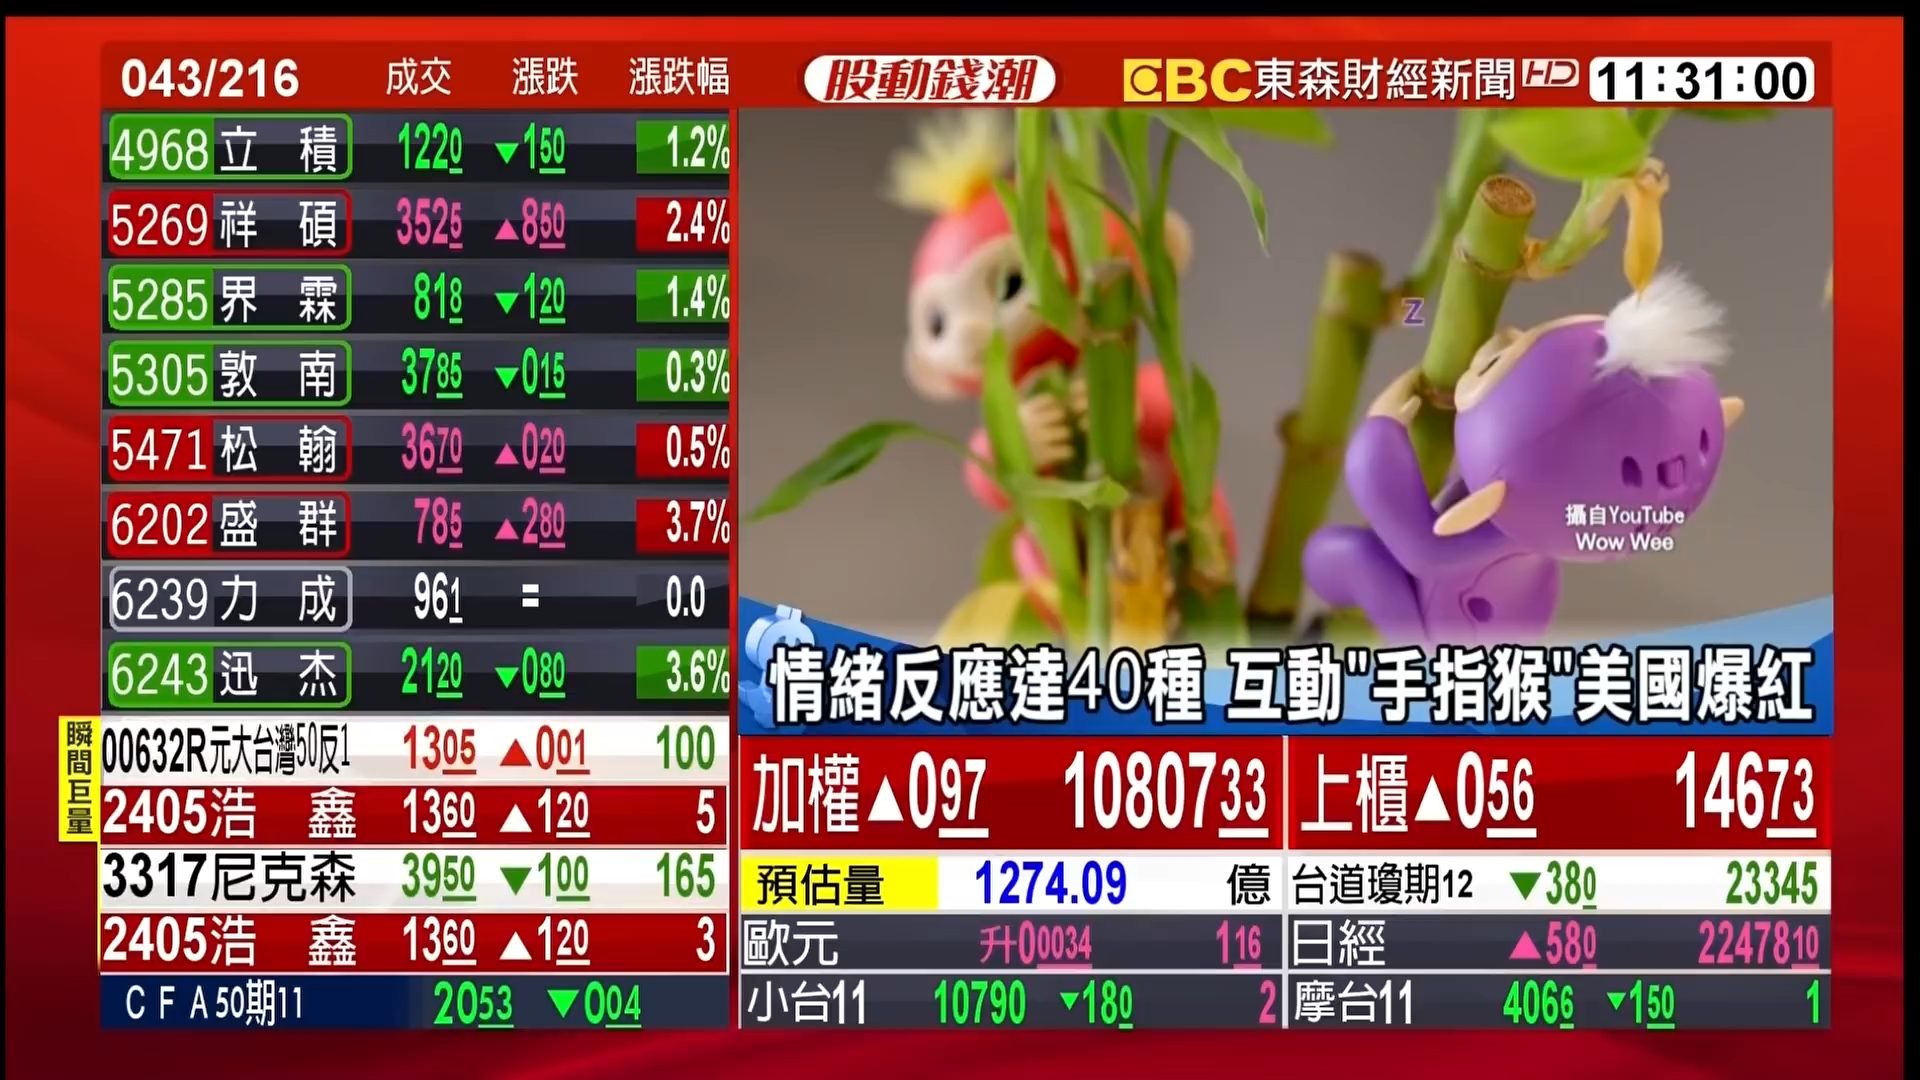 043/216 成交 漲跌 漲跌幅
股動錢潮
EBC東森財經新聞HD 11:31:00
4968 立積 1220 ▼150 1.2%
5269 祥碩 3525 ▲850 2.4%
5285 界霖 818 ▼120 1.4%
5305 敦南 3785 ▼015 0.3%
5471 松翰 3670 ▲020 0.5%
6202 盛群 785 ▲280 3.7%
6239 力成 961 = 0.0
6243 迅杰 2120 ▼080 3.6%
瞬間巨量
00632R元大台灣50反1 1305 ▲001 100
2405浩鑫 1360 ▲120 5
3317尼克森 3950 ▼100 165
2405浩鑫 1360 ▲120 3
CFA50期11 2053 ▼004
z
攝自YouTube
Wow Wee
情緒反應達40種 互動"手指猴"美國爆紅
加權▲097 1080733
上櫃▲056 14673
預估量 1274.09 億
台道瓊期12 ▼380 23345
歐元 升00034 116
日經 ▲580 2247810
小台11 10790 ▼180 2
摩台11 4066 ▼150 1